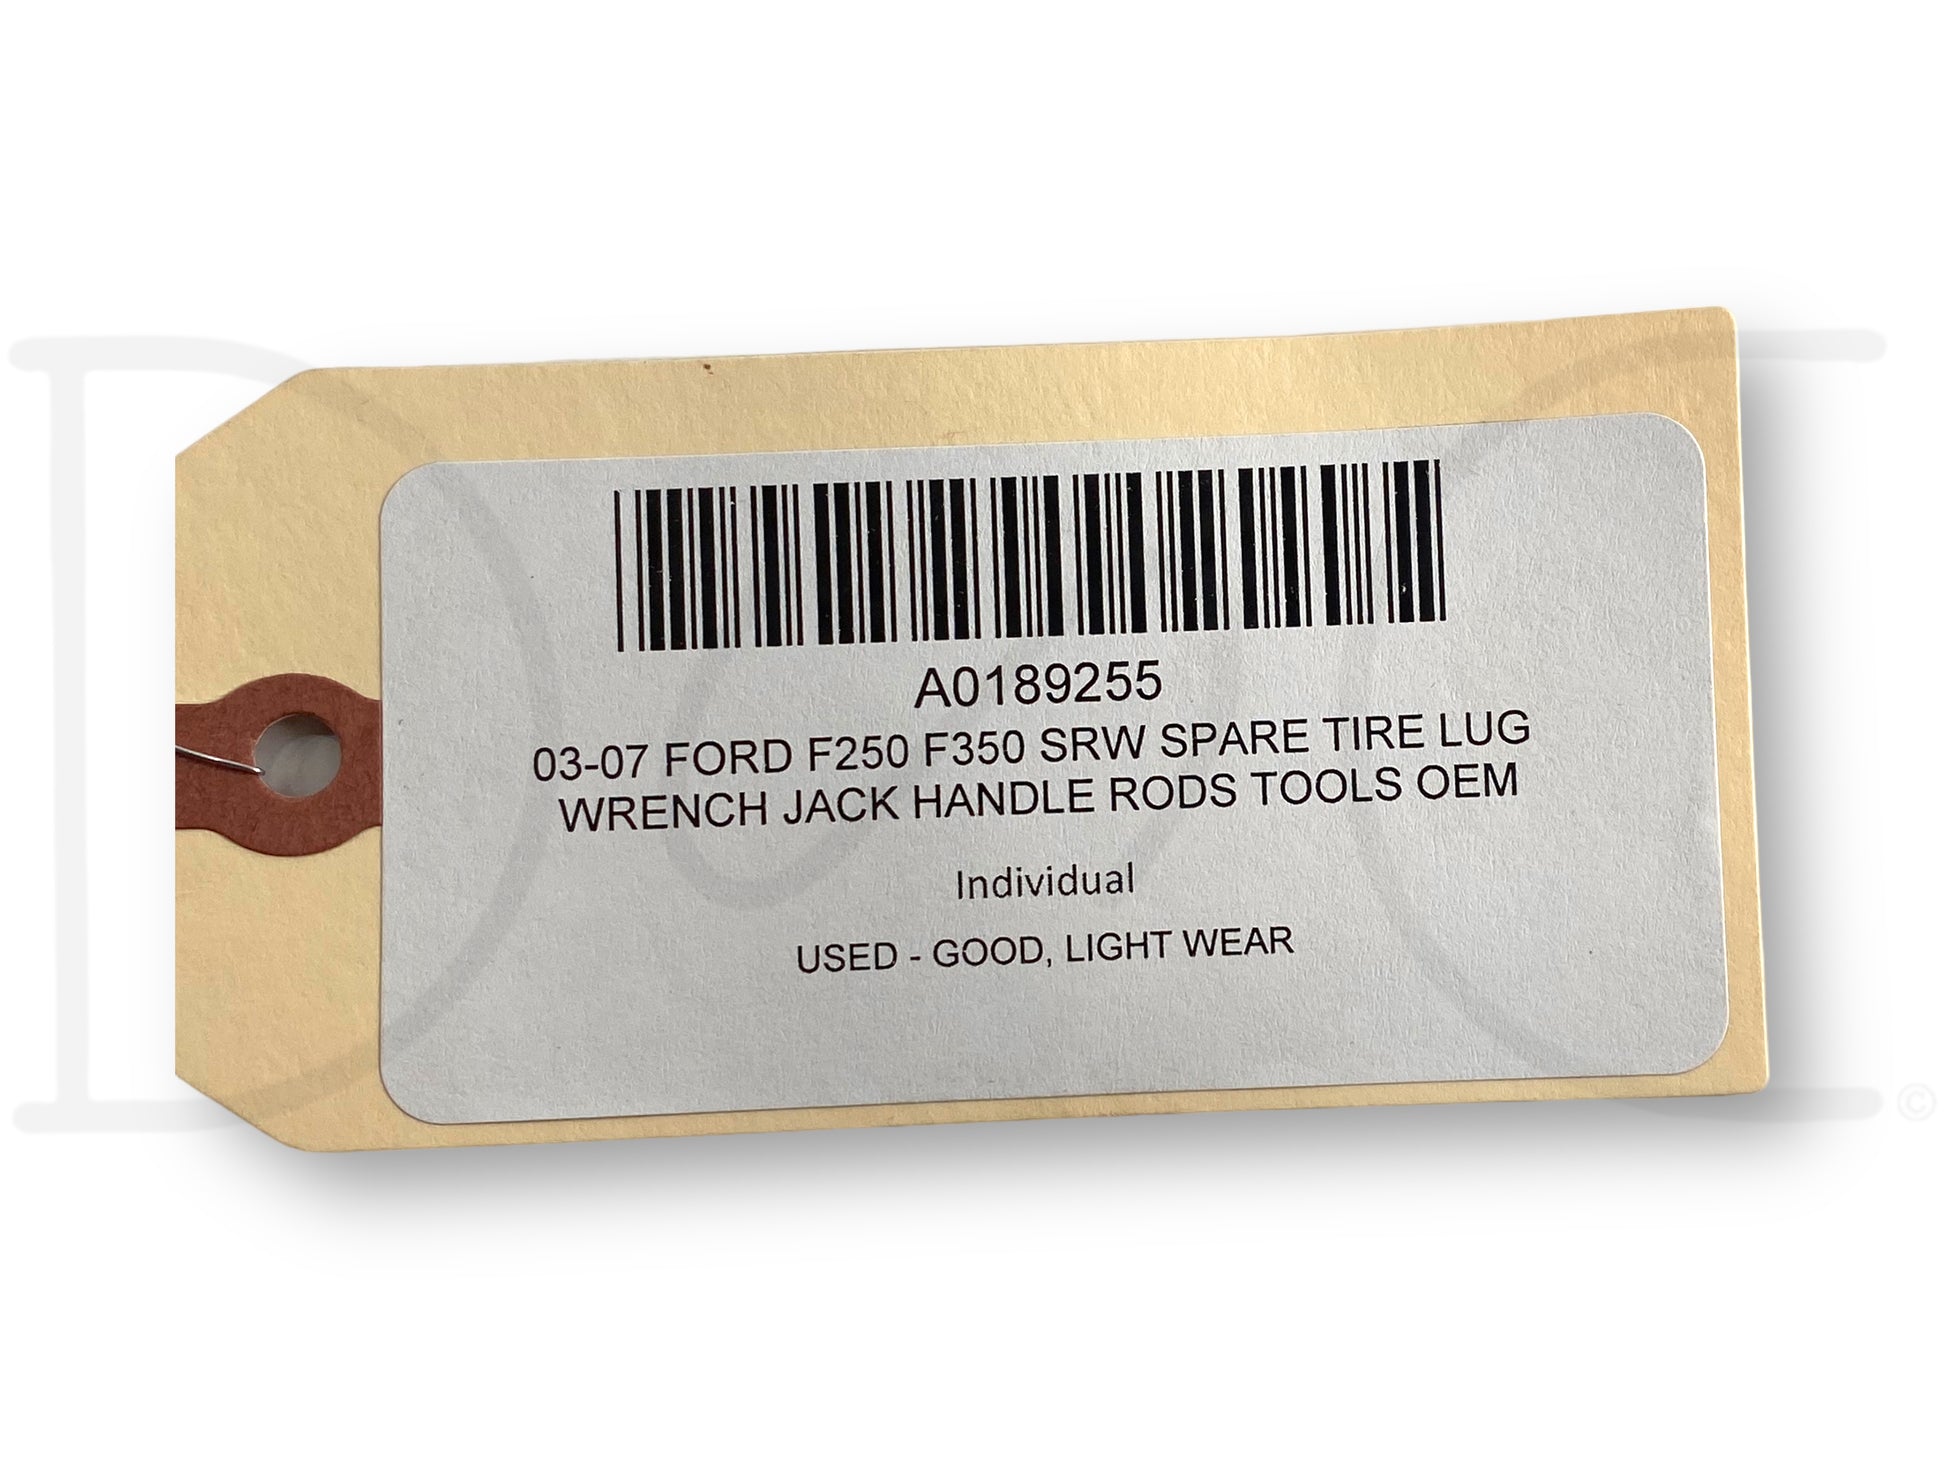 A0189255
03-07 FORD F250 F350 SRW SPARE TIRE LUG
WRENCH JACK HANDLE RODS TOOLS OEM
Individual
USED - GOOD, LIGHT WEAR
©